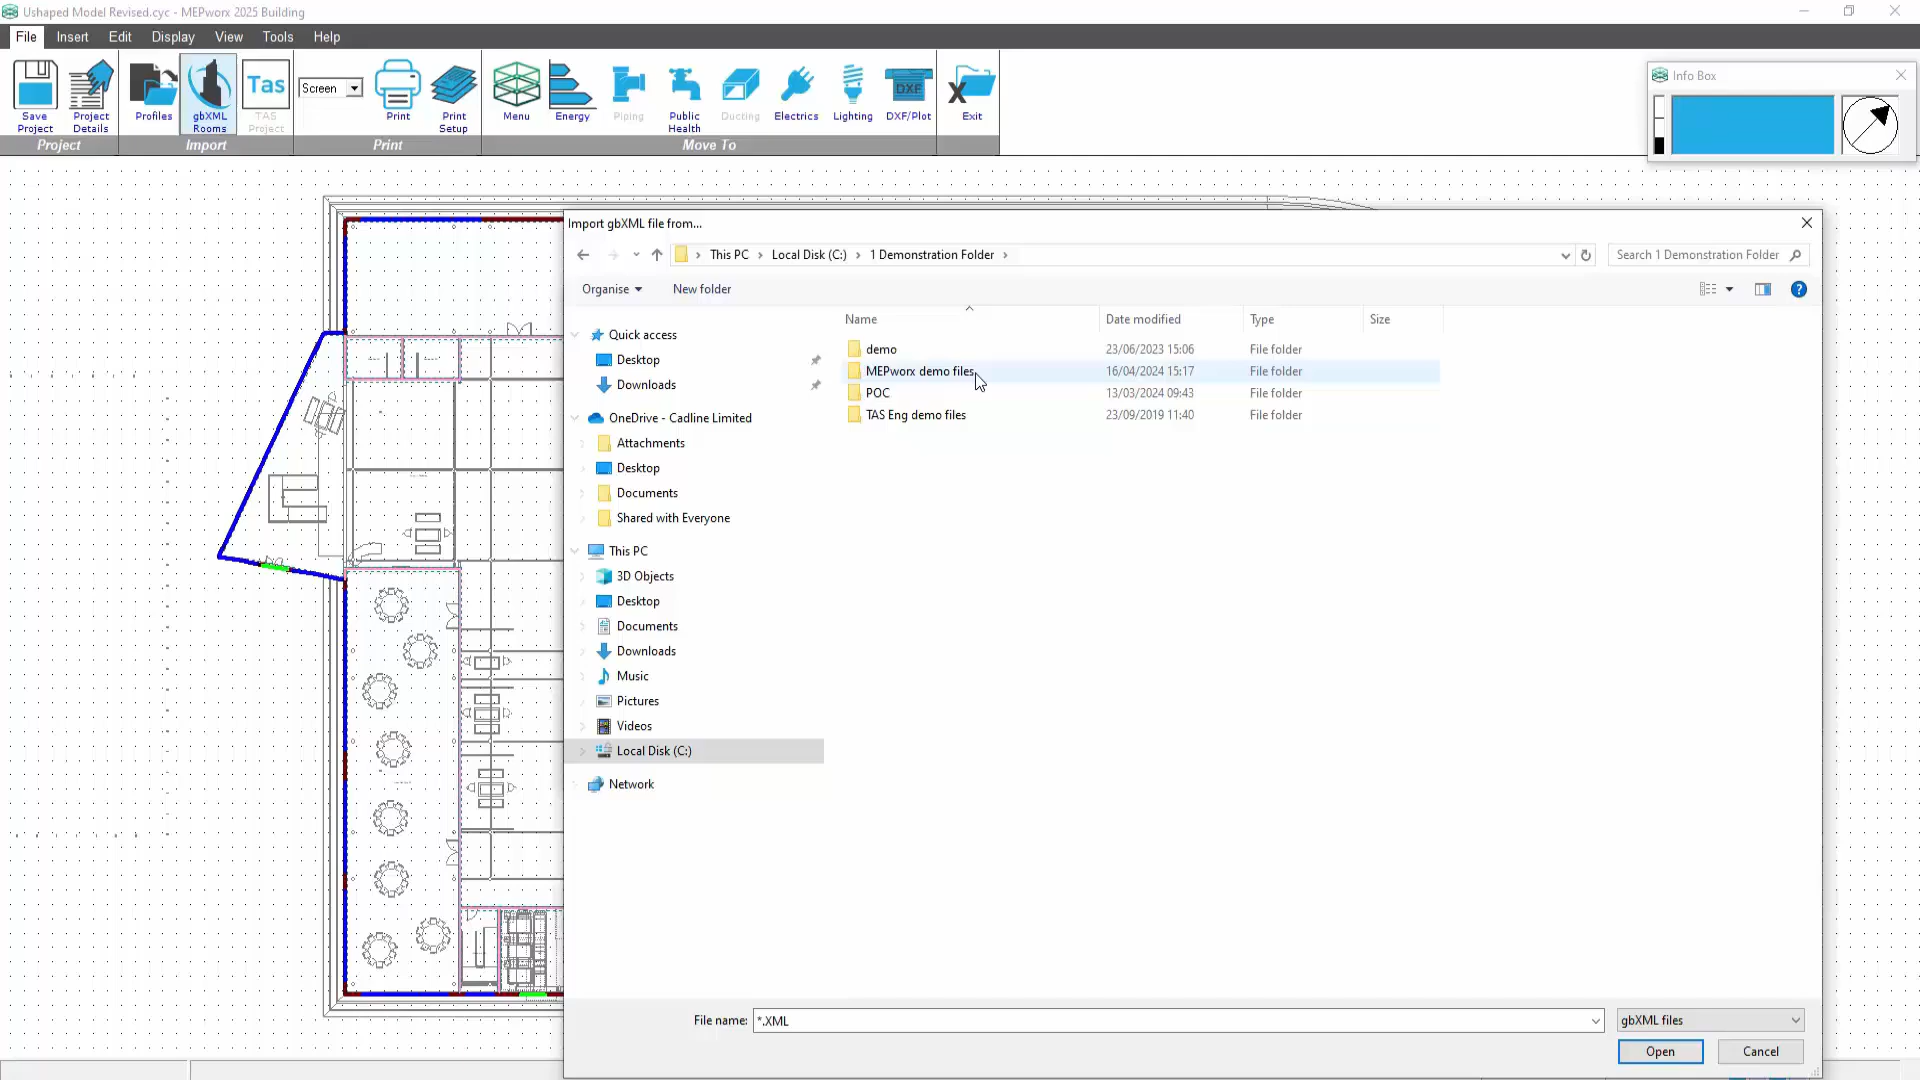 Ushaped Model Revised.cyc - MEPworx 2025 Building
File Insert Edit Display View Tools Help
Save Project
Project Details
Profiles
gbXML Rooms
Tas
TAS Project
Screen
Print
Print Setup
Menu
Energy
Piping
Public Health
Ducting
Electrics
Lighting
DXF
DXF/Plot
Exit
Project
Import
Print
Move To
Info Box
Import gbXML file from...
This PC
Local Disk (C:)
1 Demonstration Folder
Search 1 Demonstration Folder
Organise
New folder
Name Date modified Type Size
demo 23/06/2023 15:06 File folder
MEPworx demo files 16/04/2024 15:17 File folder
POC 13/03/2024 09:43 File folder
TAS Eng demo files 23/09/2019 11:40 File folder
Quick access
Desktop
Downloads
OneDrive - Cadline Limited
Attachments
Desktop
Documents
Shared with Everyone
This PC
3D Objects
Desktop
Documents
Downloads
Music
Pictures
Videos
Local Disk (C:)
Network
File name: *.XML
gbXML files
Open
Cancel